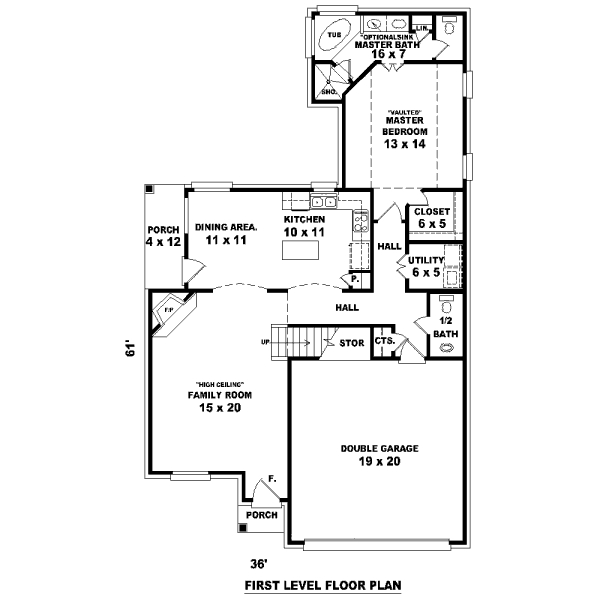 TUB
LIN.
"OPTIONAL"SINK
MASTER BATH
16 x 7
SHO.
"VAULTED"
MASTER
BEDROOM
13 x 14
PORCH
4 x 12
DINING AREA.
11 x 11
KITCHEN
10 x 11
CLOSET
6 x 5
HALL
UTILITY
6 x 5
P.
F/P
HALL
1/2
BATH
UP
STOR
CTS.
61'
"HIGH CEILING"
FAMILY ROOM
15 x 20
DOUBLE GARAGE
19 x 20
F.
PORCH
36'
FIRST LEVEL FLOOR PLAN